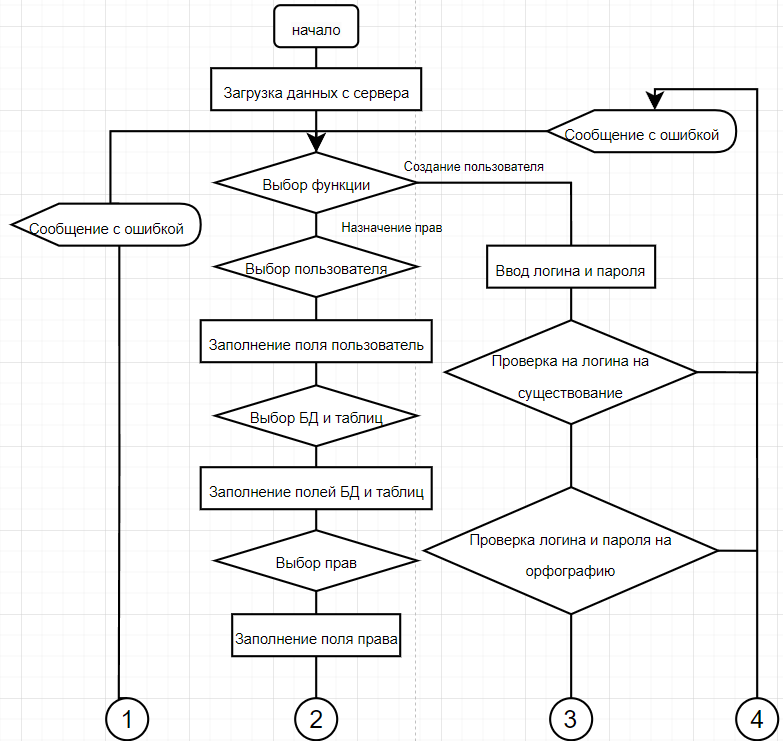 начало
Загрузка данных с сервера
Сообщение с ошибкой
Создание пользователя
Выбор функции
Сообщение с ошибкой
Назначение прав
Выбор пользователя
Ввод логина и пароля
Заполнение поля пользователь
Проверка на логина на
существование
Выбор БД и таблиц
Заполнение полей БД и таблиц
Проверка логина и пароля на
орфографию
Выбор прав
Заполнение поля права
1
2
3
4